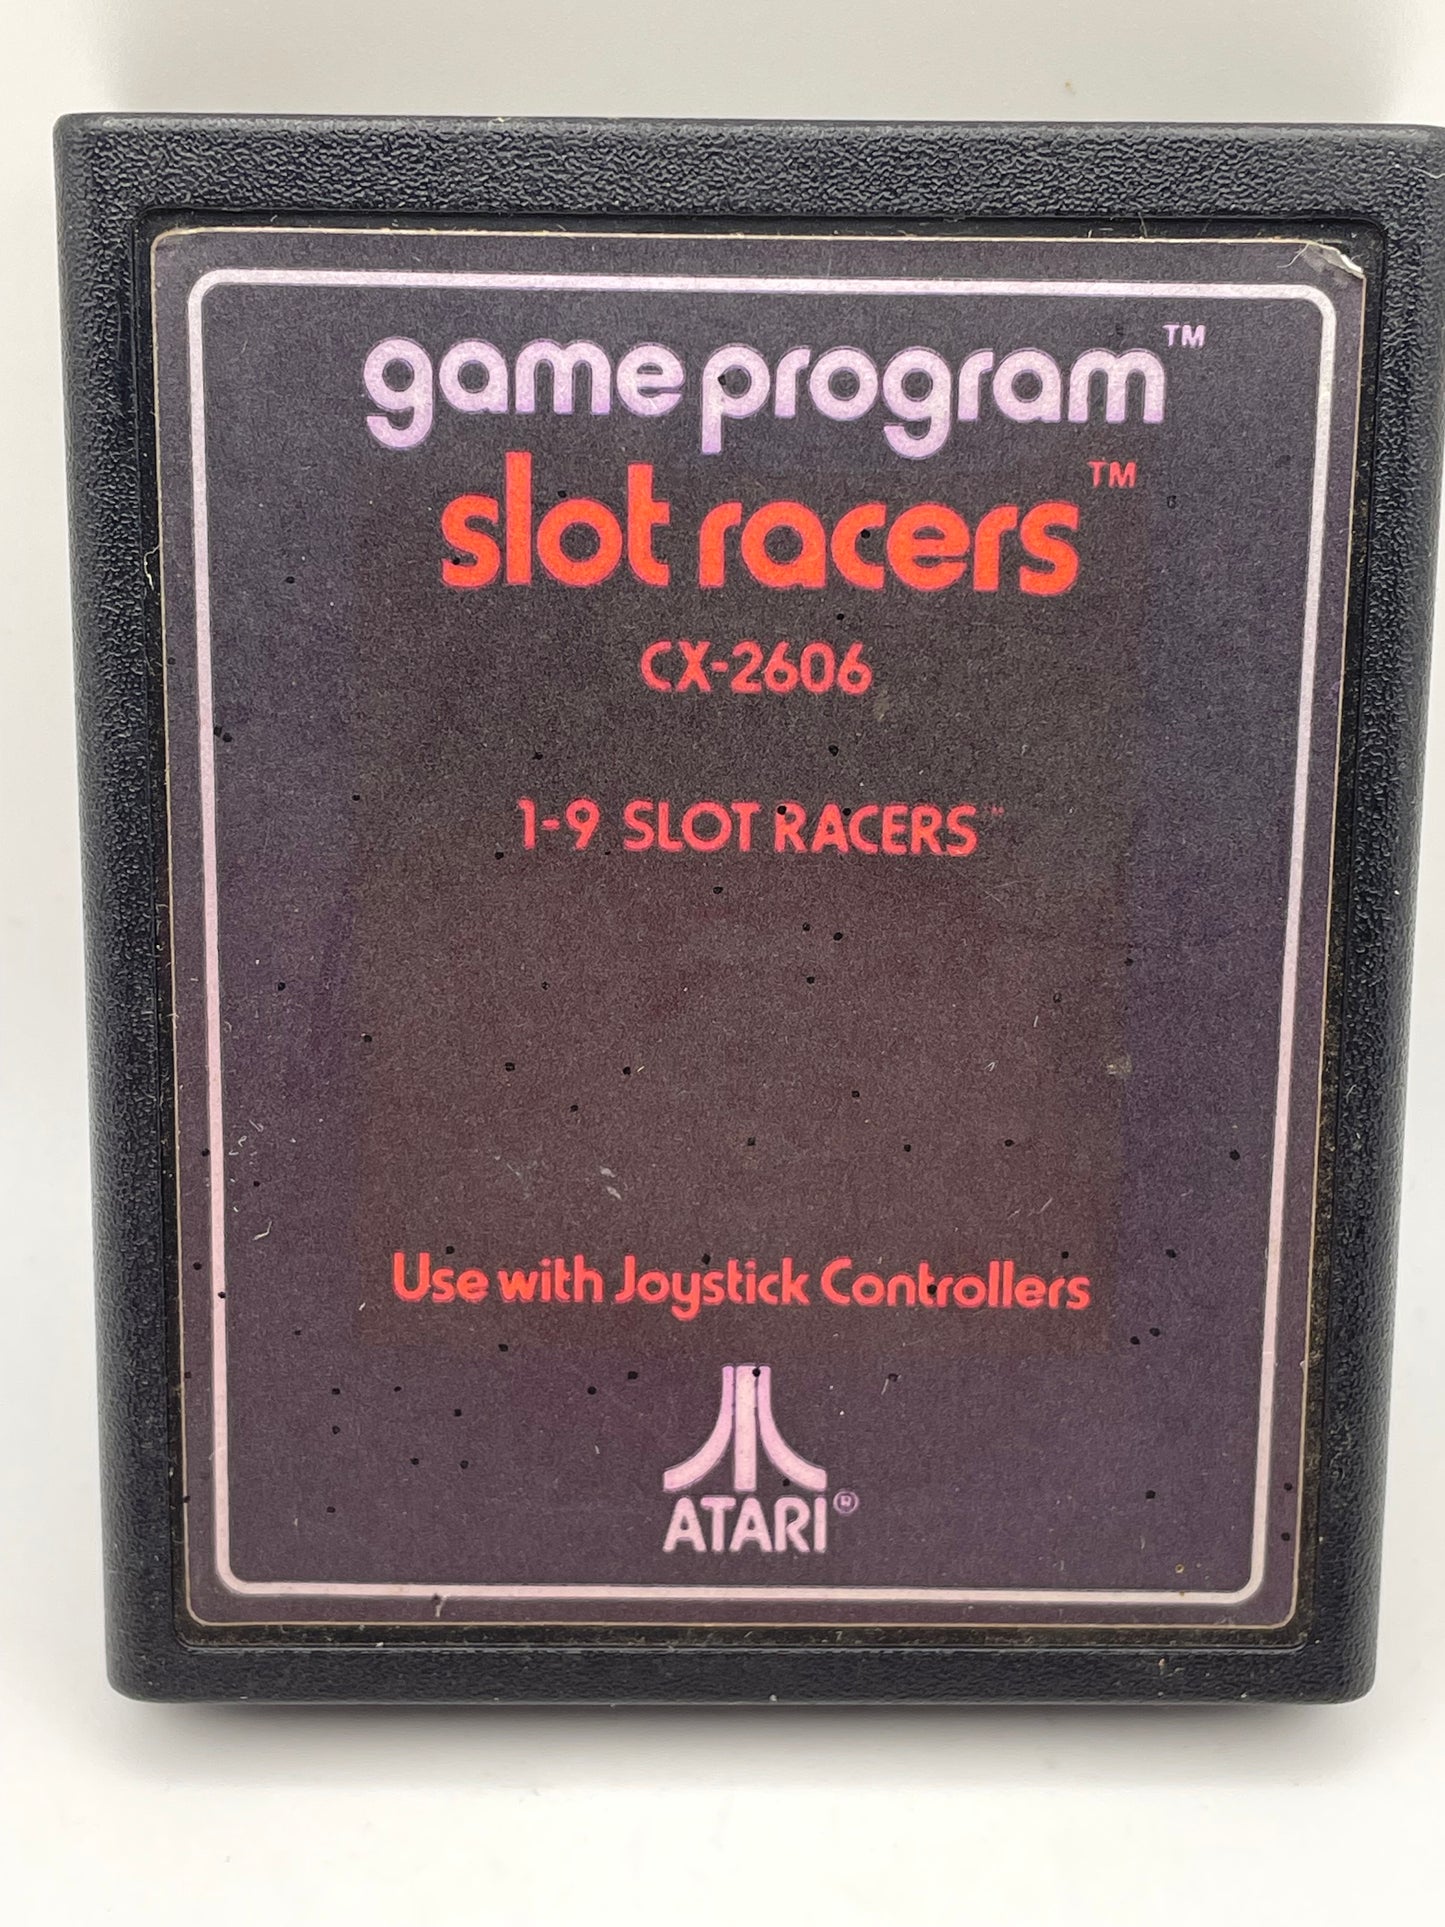 game program™
slot racers™
CX-2606
1-9 SLOT RACERS™
Use with Joystick Controllers
ATARI®